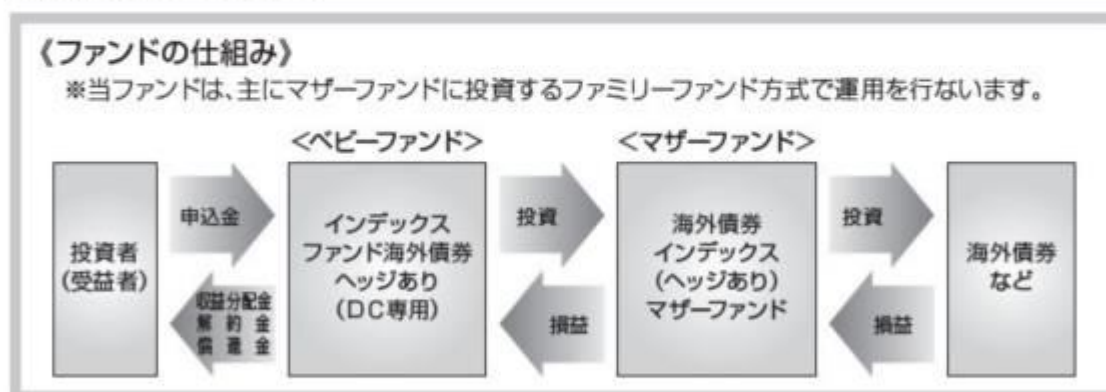 《ファンドの仕組み》
※当ファンドは、主にマザーファンドに投資するファミリーファンド方式で運用を行ないます。
<ベビーファンド>
<マザーファンド>
投資者
(受益者)
申込金
収益分配金
解約金
償還金
インデックス
ファンド海外債券
ヘッジあり
(DC専用)
投資
損益
海外債券
インデックス
(ヘッジあり)
マザーファンド
投資
損益
海外債券
など